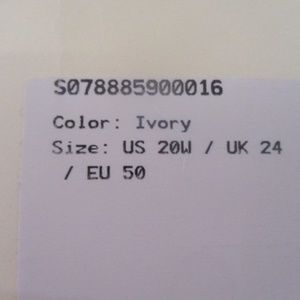 S078885900016
Color: Ivory
Size: US 20W / UK 24
/ EU 50